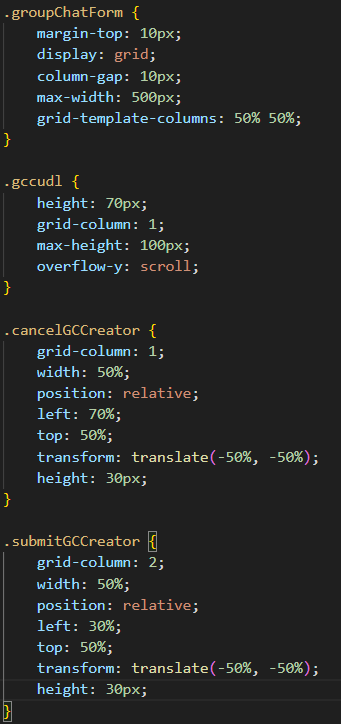 .groupChatForm {
    margin-top: 10px;
    display: grid;
    column-gap: 10px;
    max-width: 500px;
    grid-template-columns: 50% 50%;
}

.gccudl {
    height: 70px;
    grid-column: 1;
    max-height: 100px;
    overflow-y: scroll;
}

.cancelGCCreator {
    grid-column: 1;
    width: 50%;
    position: relative;
    left: 70%;
    top: 50%;
    transform: translate(-50%, -50%);
    height: 30px;
}

.submitGCCreator {
    grid-column: 2;
    width: 50%;
    position: relative;
    left: 30%;
    top: 50%;
    transform: translate(-50%, -50%);
    height: 30px;
}